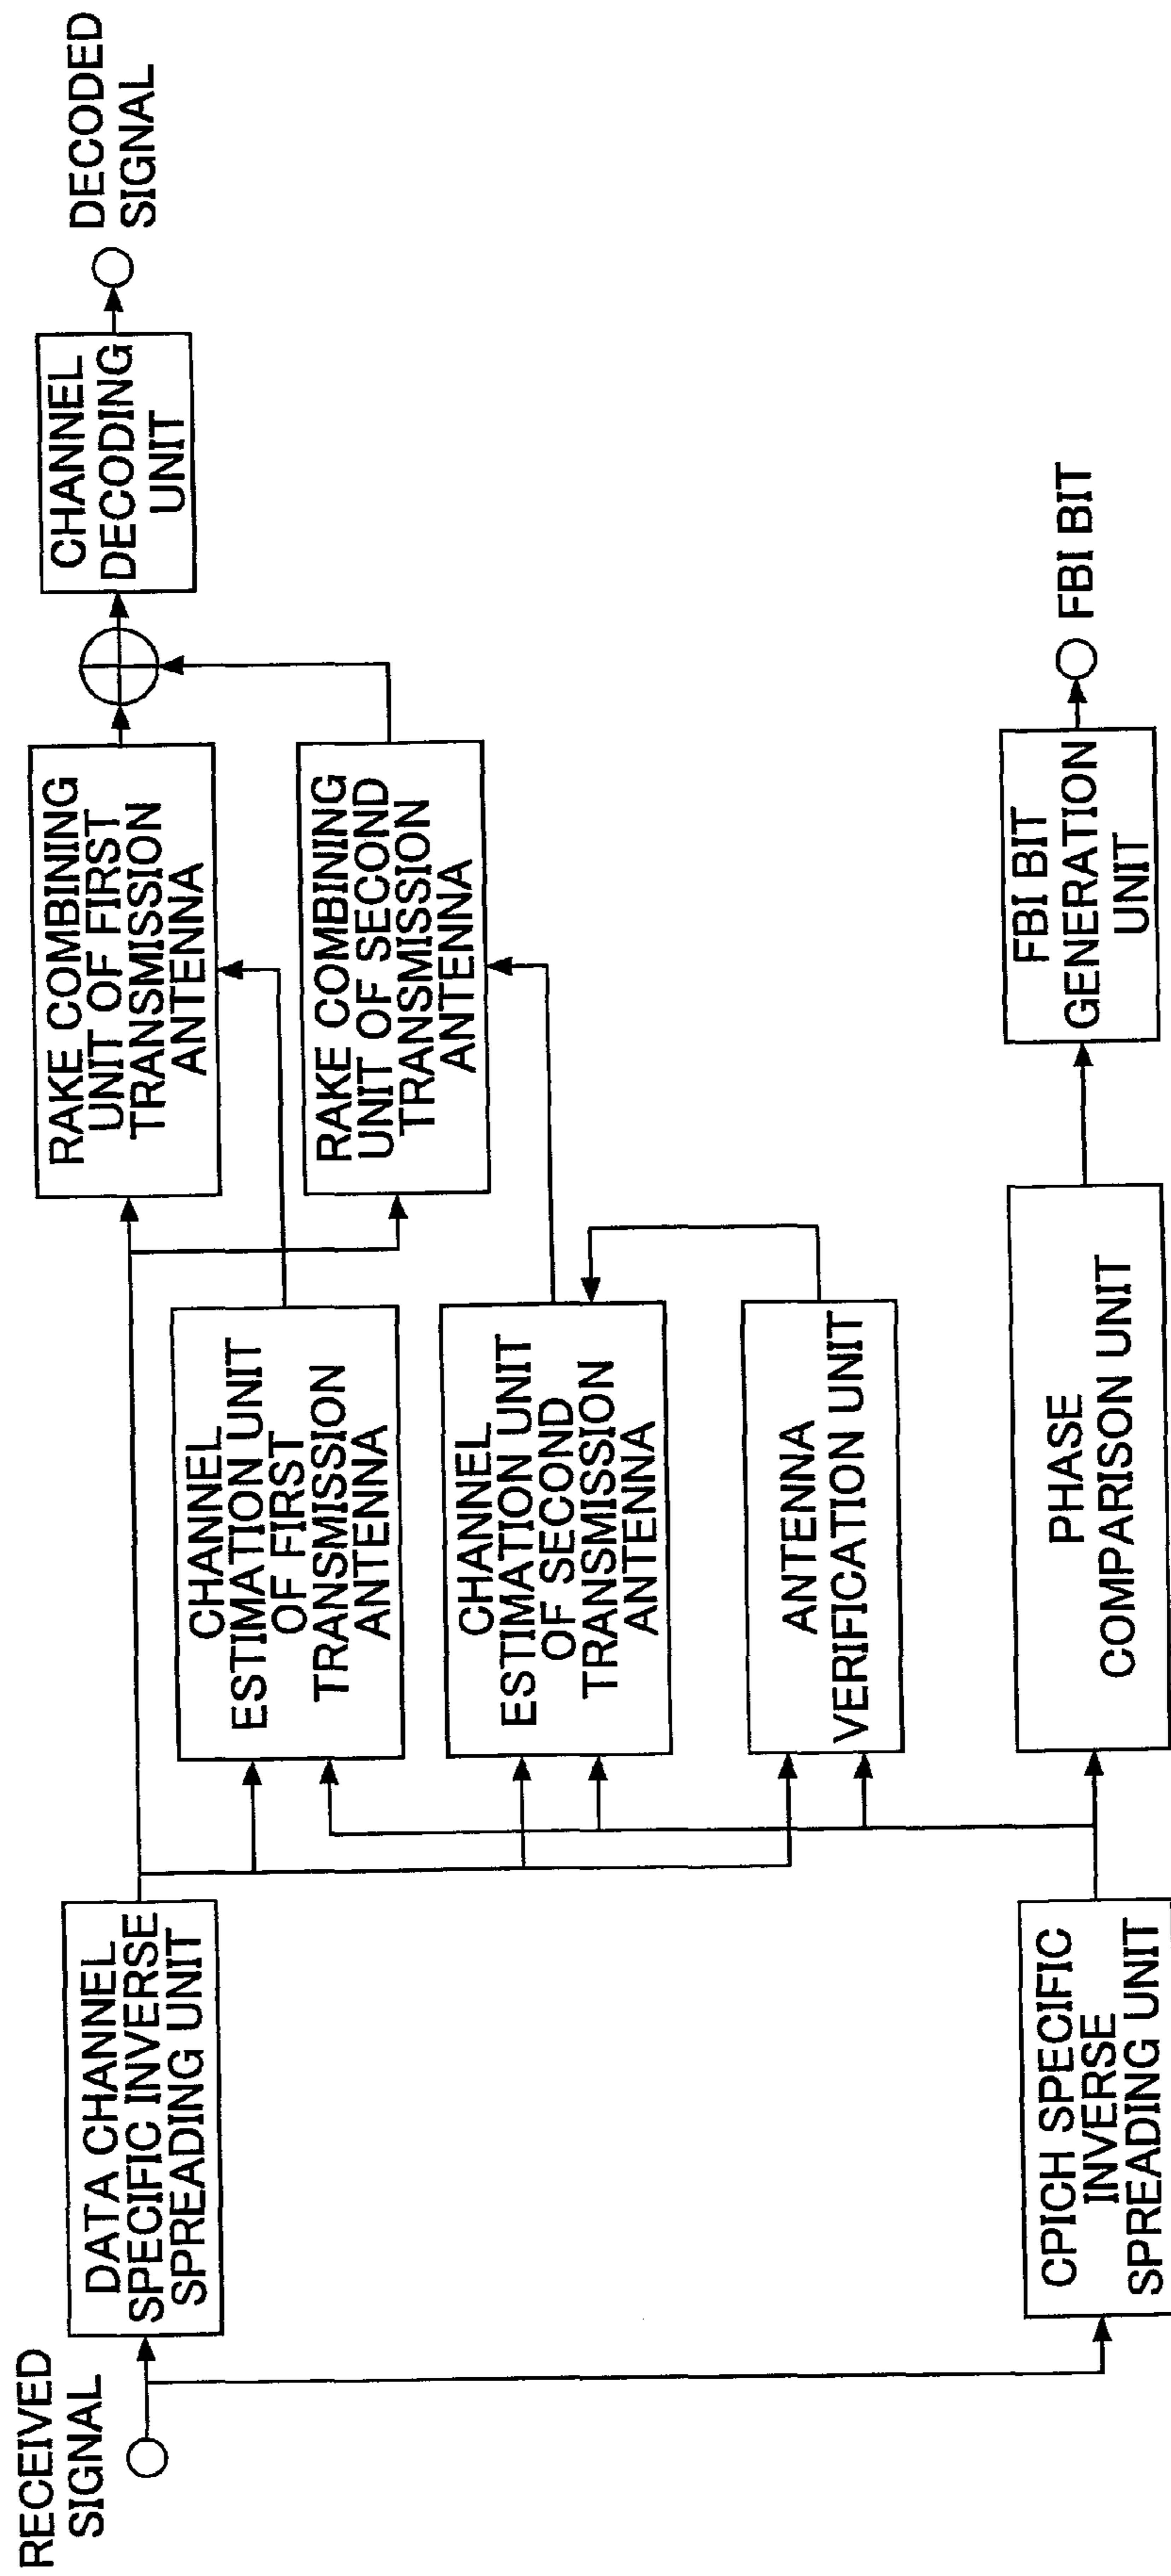 RECEIVED
SIGNAL
DATA CHANNEL
SPECIFIC INVERSE
SPREADING UNIT
CPICH SPECIFIC
INVERSE
SPREADING UNIT
CHANNEL
ESTIMATION UNIT
OF FIRST
TRANSMISSION
ANTENNA
CHANNEL
ESTIMATION UNIT
OF SECOND
TRANSMISSION
ANTENNA
ANTENNA
VERIFICATION UNIT
PHASE
COMPARISON UNIT
RAKE COMBINING
UNIT OF FIRST
TRANSMISSION
ANTENNA
RAKE COMBINING
UNIT OF SECOND
TRANSMISSION
ANTENNA
FBI BIT
GENERATION
UNIT
FBI BIT
CHANNEL
DECODING
UNIT
DECODED
SIGNAL